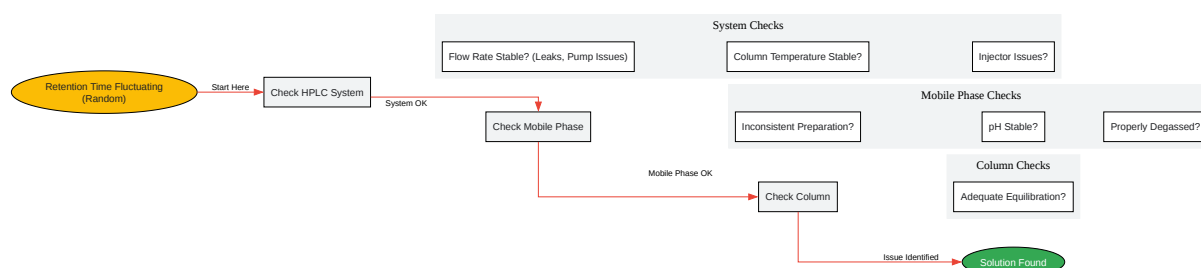 System Checks
Flow Rate Stable? (Leaks, Pump Issues)
Column Temperature Stable?
Injector Issues?
Retention Time Fluctuating
(Random)
Start Here
Check HPLC System
System OK
Mobile Phase Checks
Check Mobile Phase
Inconsistent Preparation?
pH Stable?
Properly Degassed?
Column Checks
Mobile Phase OK
Check Column
Adequate Equilibration?
Issue Identified
Solution Found